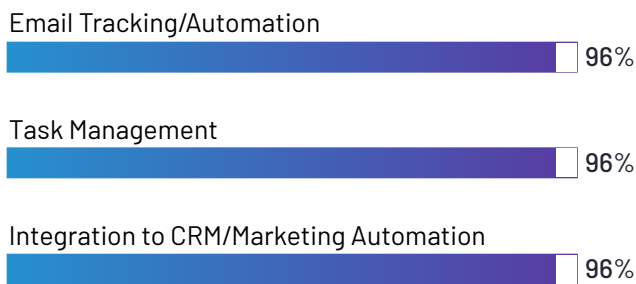 Email Tracking/Automation
96%
Task Management
96%
Integration to CRM/Marketing Automation
96%